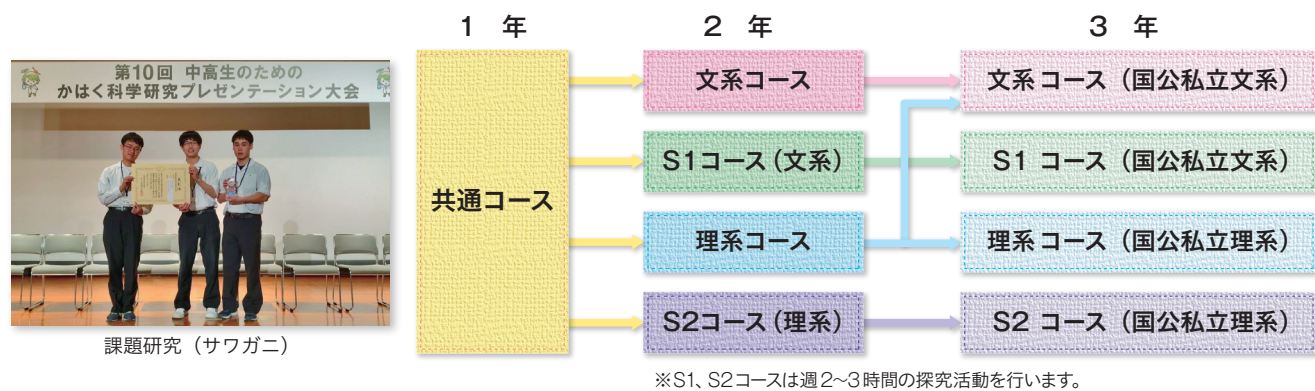 第10回 中高生のための
かはく科学研究プレゼンテーション大会
課題研究(サワガニ)
1 年
2 年
3 年
共通コース
文系コース
文系 コース(国公私立文系)
S1コース(文系)
S1 コース(国公私立文系)
理系コース
理系 コース(国公私立理系)
S2コース(理系)
S2 コース(国公私立理系)
※S1、S2コースは週2~3時間の探究活動を行います。